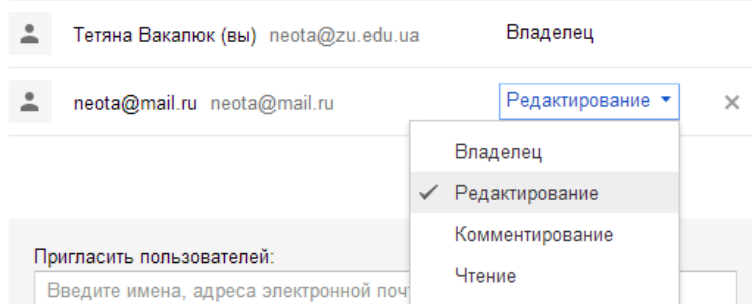 Тетяна Вакалюк (вы) neota@zu.edu.ua Владелец
neota@mail.ru neota@mail.ru Редактирование
Владелец
Редактирование
Комментирование
Чтение
Пригласить пользователей:
Введите имена, адреса электронной